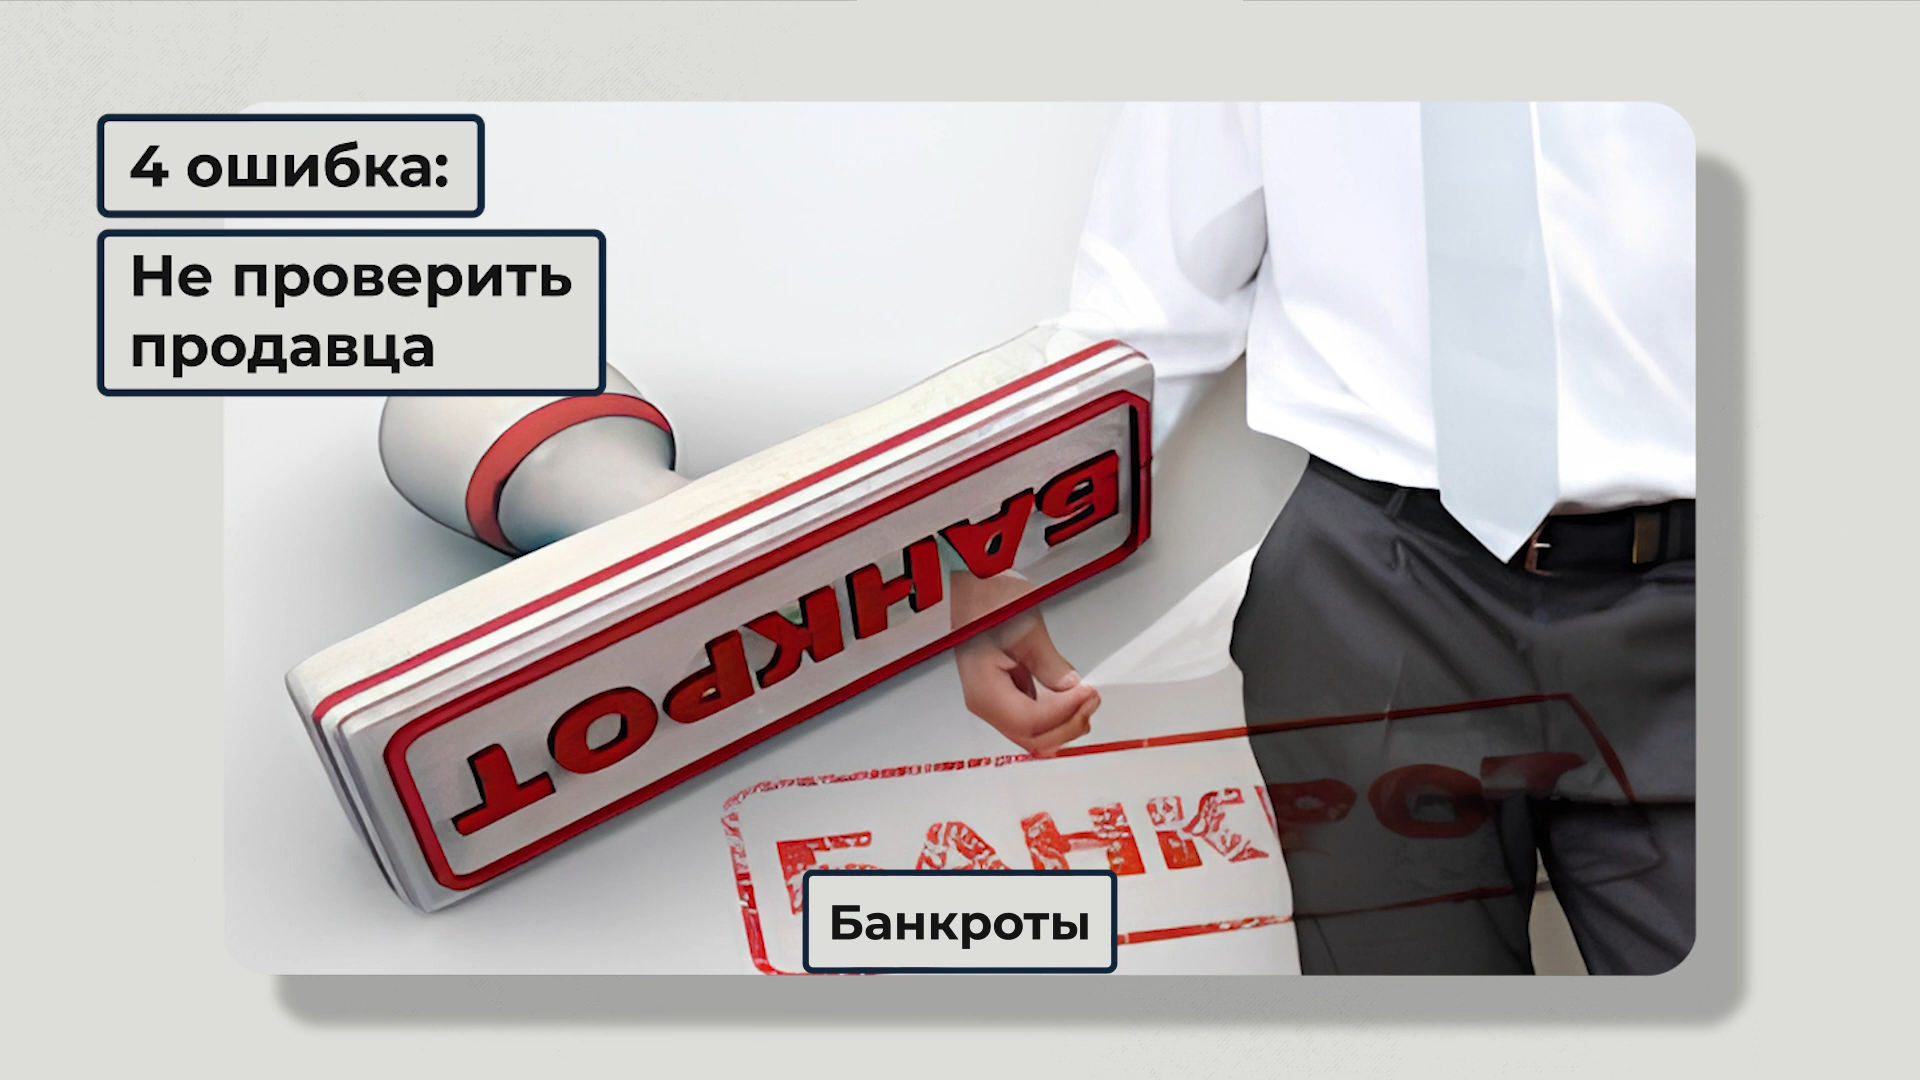 4 ошибка:
Не проверить
продавца
БАНКРОТ
БАНКРОТ
Банкроты